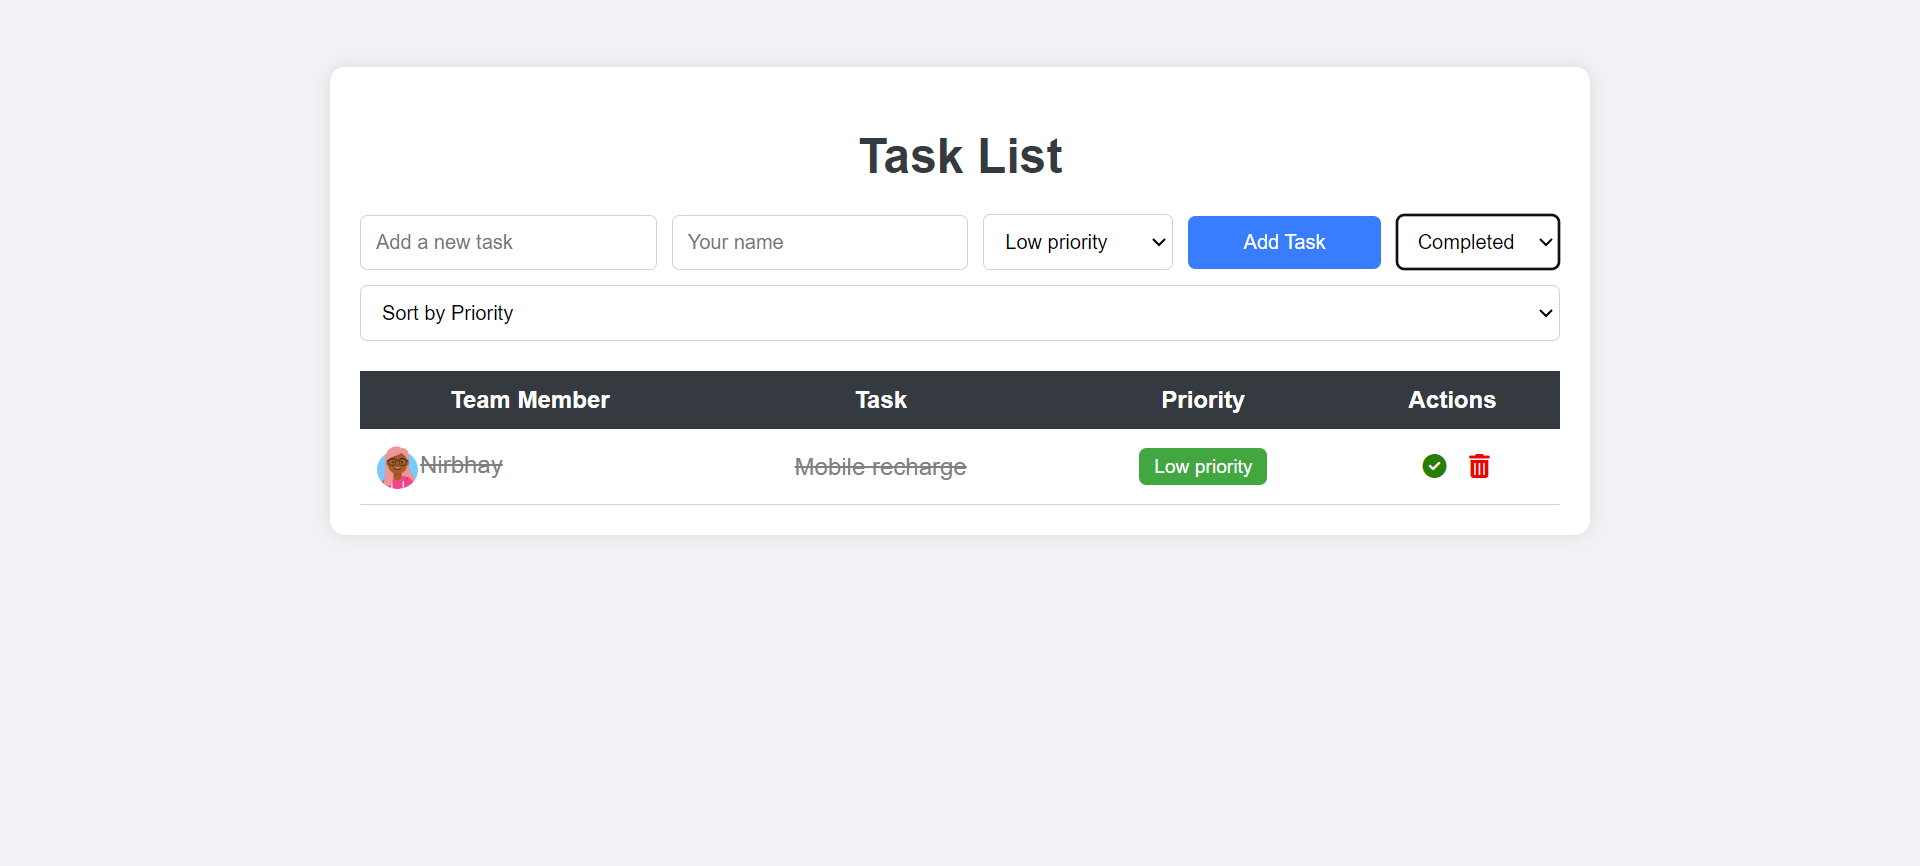 Task List
Add a new task Your name Low priority Add Task Completed
Sort by Priority
Team Member Task Priority Actions
Nirbhay Mobile recharge Low priority